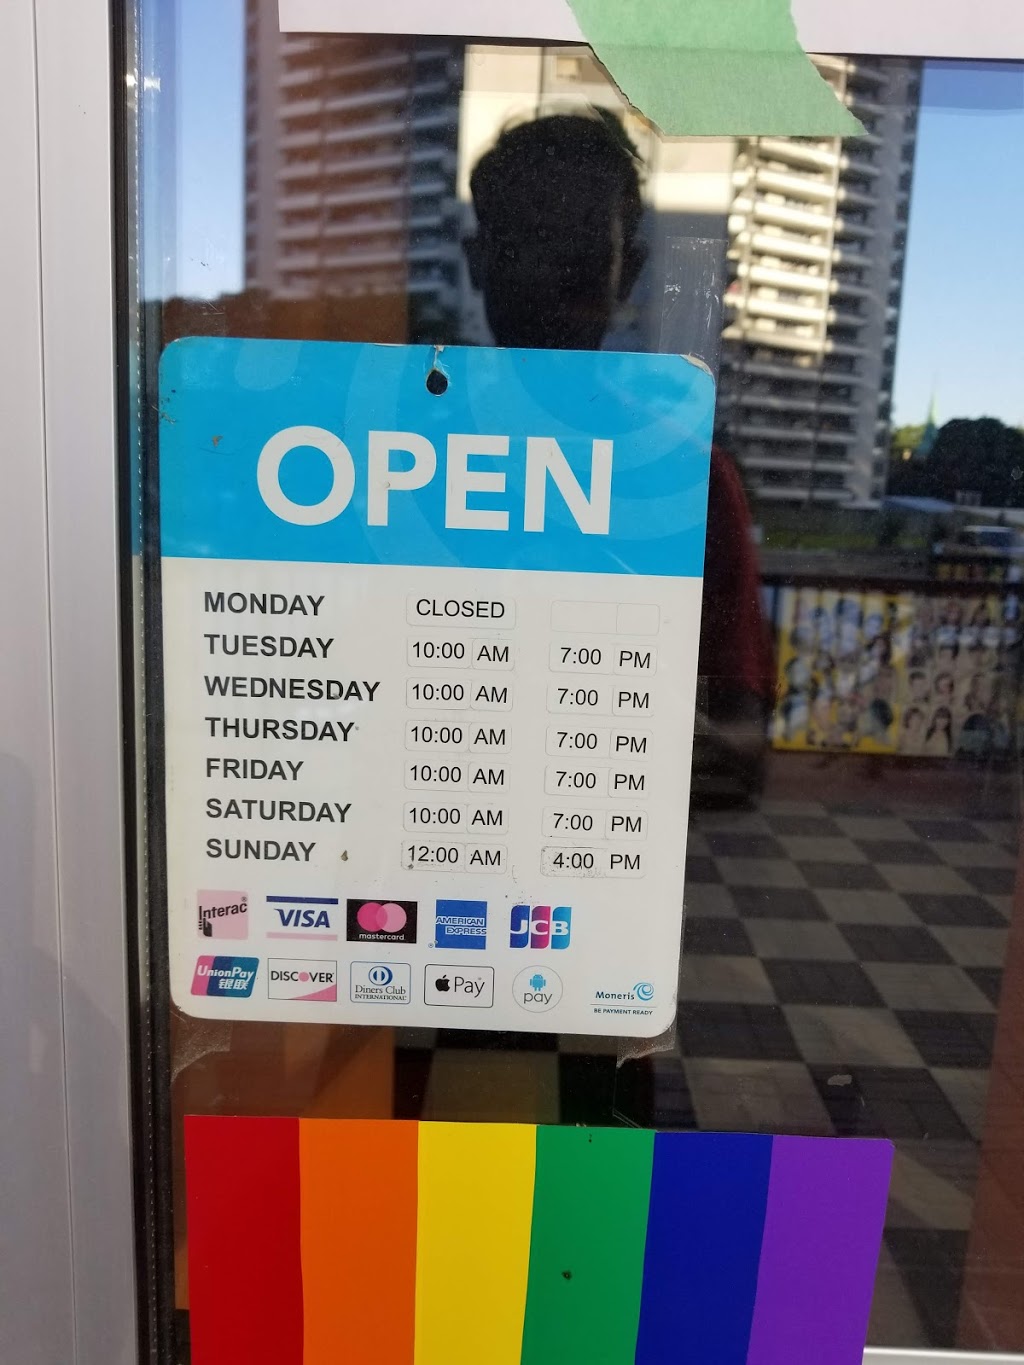 OPEN
MONDAY CLOSED
TUESDAY 10:00 AM 7:00 PM
WEDNESDAY 10:00 AM 7:00 PM
THURSDAY 10:00 AM 7:00 PM
FRIDAY 10:00 AM 7:00 PM
SATURDAY 10:00 AM 7:00 PM
SUNDAY 12:00 AM 4:00 PM
Interac® VISA mastercard AMERICAN EXPRESS ® JCB
UnionPay 银联 DISCOVER Diners Club INTERNATIONAL Pay pay Moneris
BE PAYMENT READY